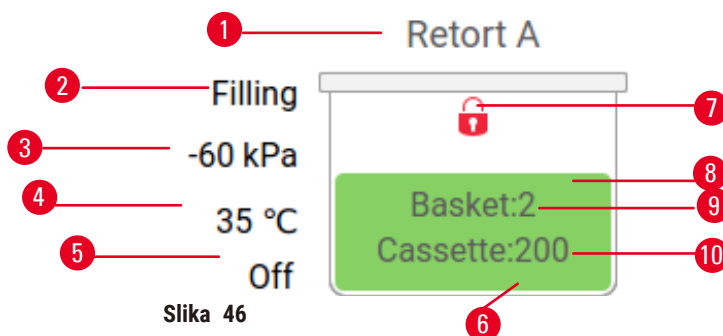 1 Retort A
2 Filling
7
3 -60 kPa
8
4 35 °C
Basket:2 9
5 Off
Cassette:200 10
Slika 46
6